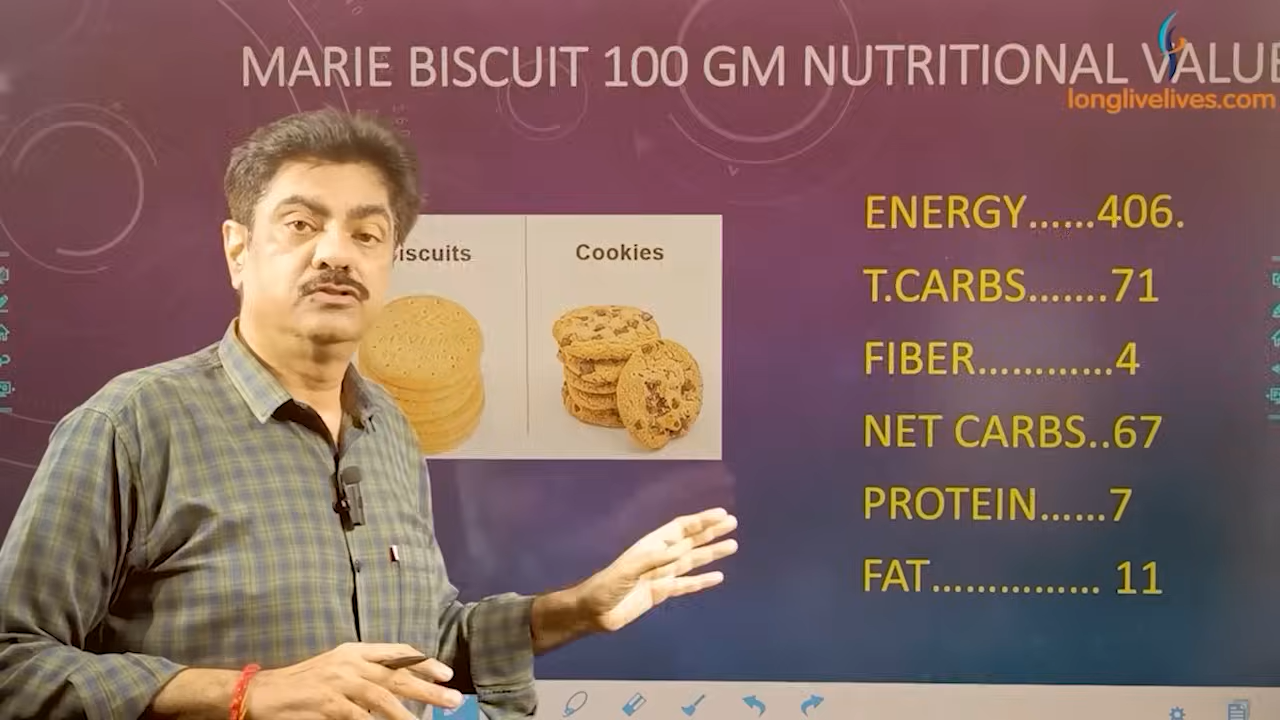 MARIE BISCUIT 100 GM NUTRITIONAL VALUE
longlivelives.com
iscuits
Cookies
ENERGY......406.
T.CARBS.......71
FIBER............4
NET CARBS..67
PROTEIN......7
FAT.............. 11